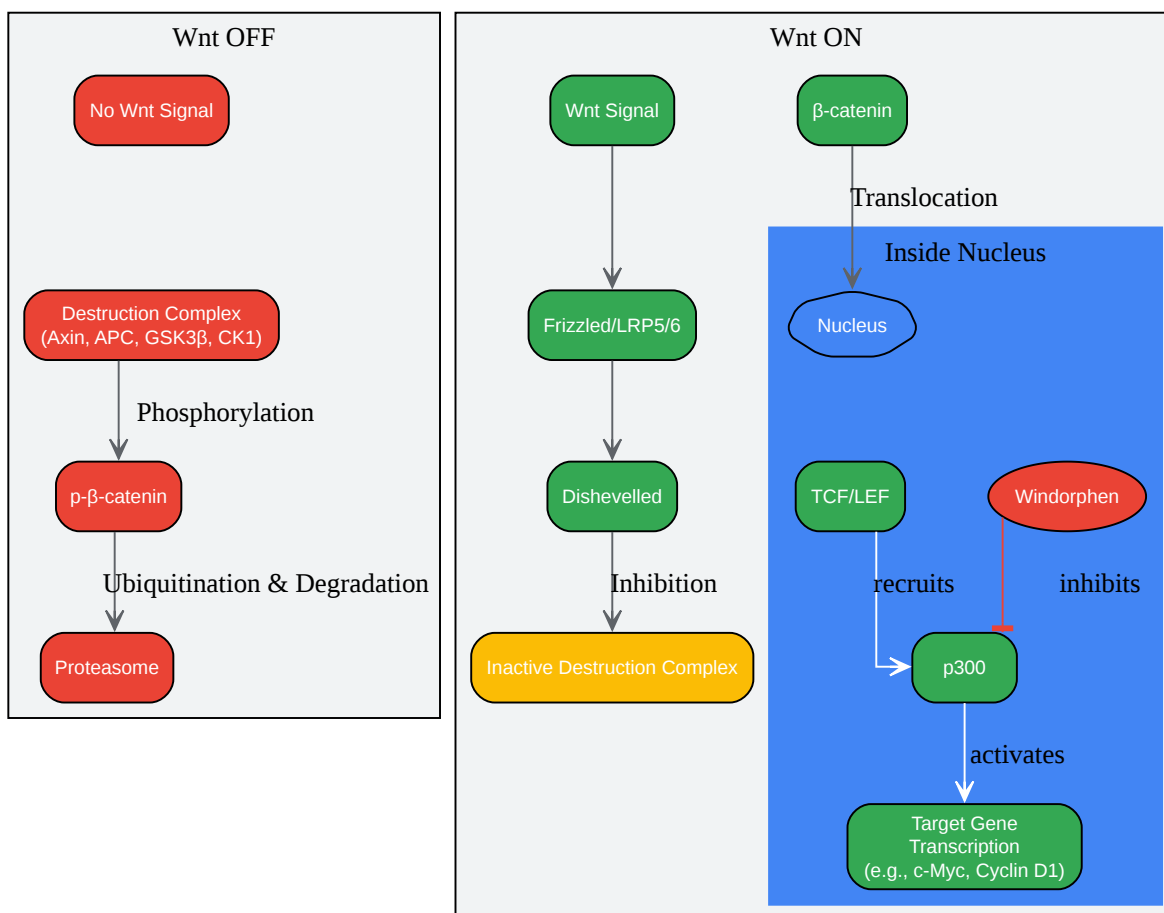 Wnt OFF
No Wnt Signal
Destruction Complex
(Axin, APC, GSK3β, CK1)
Phosphorylation
p-β-catenin
Ubiquitination & Degradation
Proteasome
Wnt ON
Wnt Signal
β-catenin
Translocation
Inside Nucleus
Frizzled/LRP5/6
Nucleus
Dishevelled
TCF/LEF
Windorphen
Inhibition
recruits
inhibits
Inactive Destruction Complex
p300
activates
Target Gene
Transcription
(e.g., c-Myc, Cyclin D1)